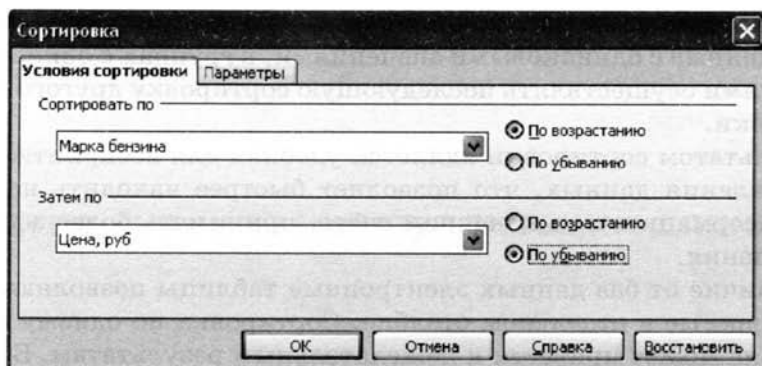 Сортировка
Условия сортировки Параметры
Сортировать по
Марка бензина
По возрастанию
По убыванию
Затем по
Цена, руб
По возрастанию
По убыванию
ОК Отмена Справка Восстановить